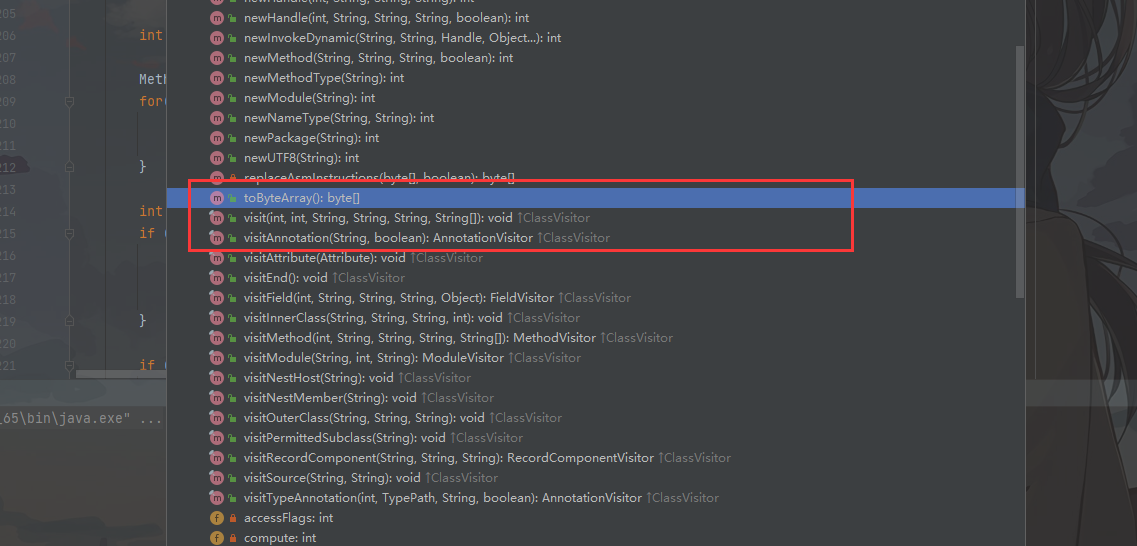 205
newHandle(int, String, String, String): int
206
int
newHandle(int, String, String, String, boolean): int
207
newInvokeDynamic(String, String, Handle, Object...): int
newMethod(String, String, String, boolean): int
208
Meth
newMethodType(String): int
209
for(
newModule(String): int
210
newNameType(String, String): int
211
newPackage(String): int
212
}
newUTF8(String): int
replaceAsmInstructions(byte[], boolean): byte[]
213
toByteArray(): byte[]
214
int
visit(int, int, String, String, String, String[]): void ↑ClassVisitor
215
if (
visitAnnotation(String, boolean): AnnotationVisitor ↑ClassVisitor
216
visitAttribute(Attribute): void ↑ClassVisitor
217
visitEnd(): void ↑ClassVisitor
218
visitField(int, String, String, String, Object): FieldVisitor ↑ClassVisitor
219
}
visitInnerClass(String, String, String, int): void ↑ClassVisitor
220
visitMethod(int, String, String, String, String[]): MethodVisitor ↑ClassVisitor
visitModule(String, int, String): ModuleVisitor ↑ClassVisitor
221
if (
visitNestHost(String): void ↑ClassVisitor
visitNestMember(String): void ↑ClassVisitor
_65\bin\java.exe" ...
visitOuterClass(String, String, String): void ↑ClassVisitor
visitPermittedSubclass(String): void ↑ClassVisitor
visitRecordComponent(String, String, String): RecordComponentVisitor ↑ClassVisitor
visitSource(String, String): void ↑ClassVisitor
visitTypeAnnotation(int, TypePath, String, boolean): AnnotationVisitor ↑ClassVisitor
accessFlags: int
compute: int